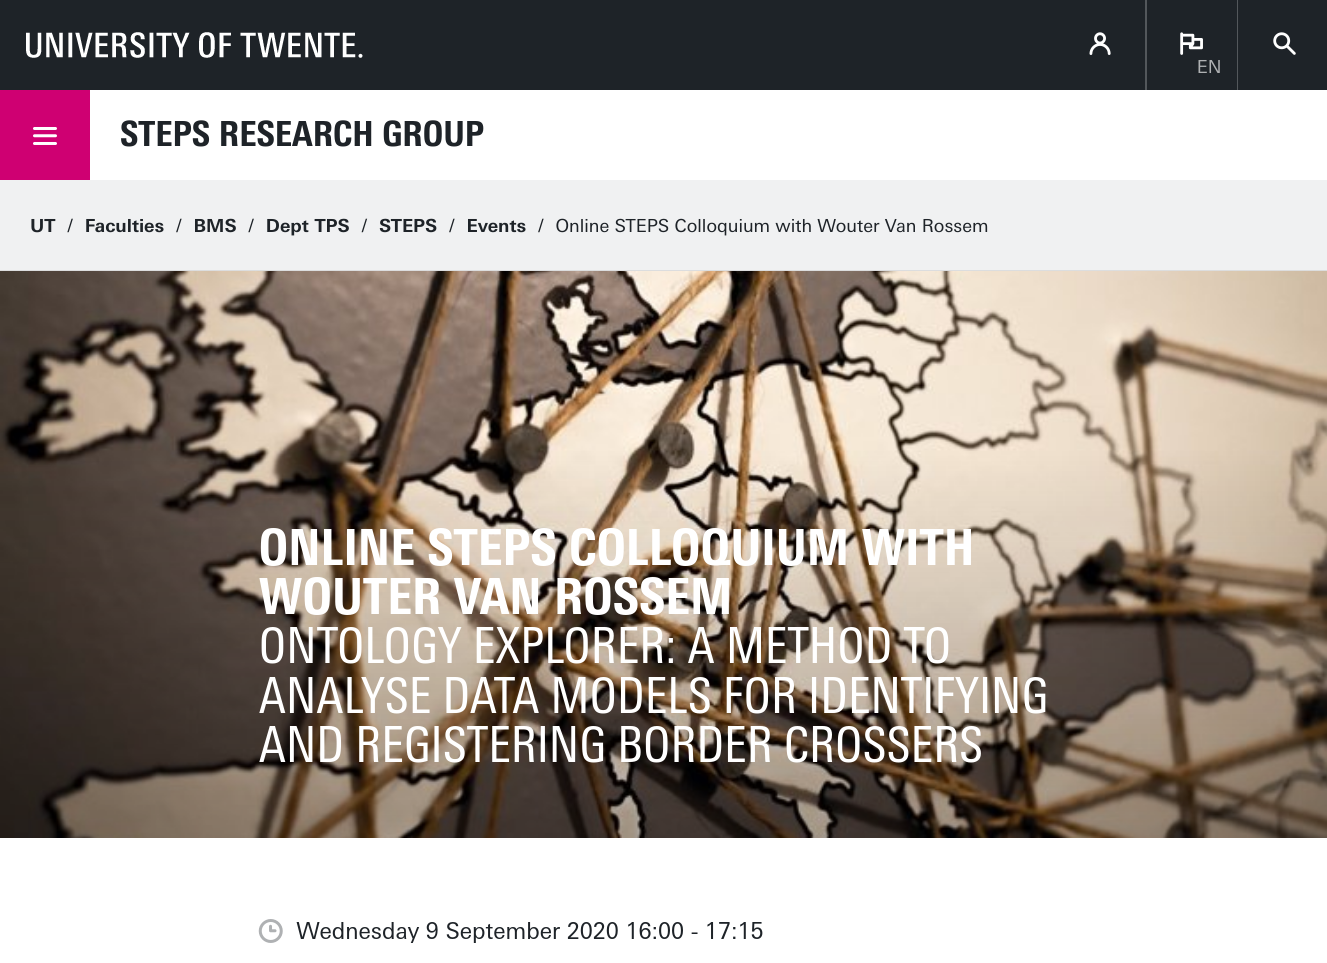 UNIVERSITY OF TWENTE.
EN
STEPS RESEARCH GROUP
UT / Faculties / BMS / Dept TPS / STEPS / Events / Online STEPS Colloquium with Wouter Van Rossem
ONLINE STEPS COLLOQUIUM WITH
WOUTER VAN ROSSEM
ONTOLOGY EXPLORER: A METHOD TO
ANALYSE DATA MODELS FOR IDENTIFYING
AND REGISTERING BORDER CROSSERS
Wednesday 9 September 2020 16:00 - 17:15